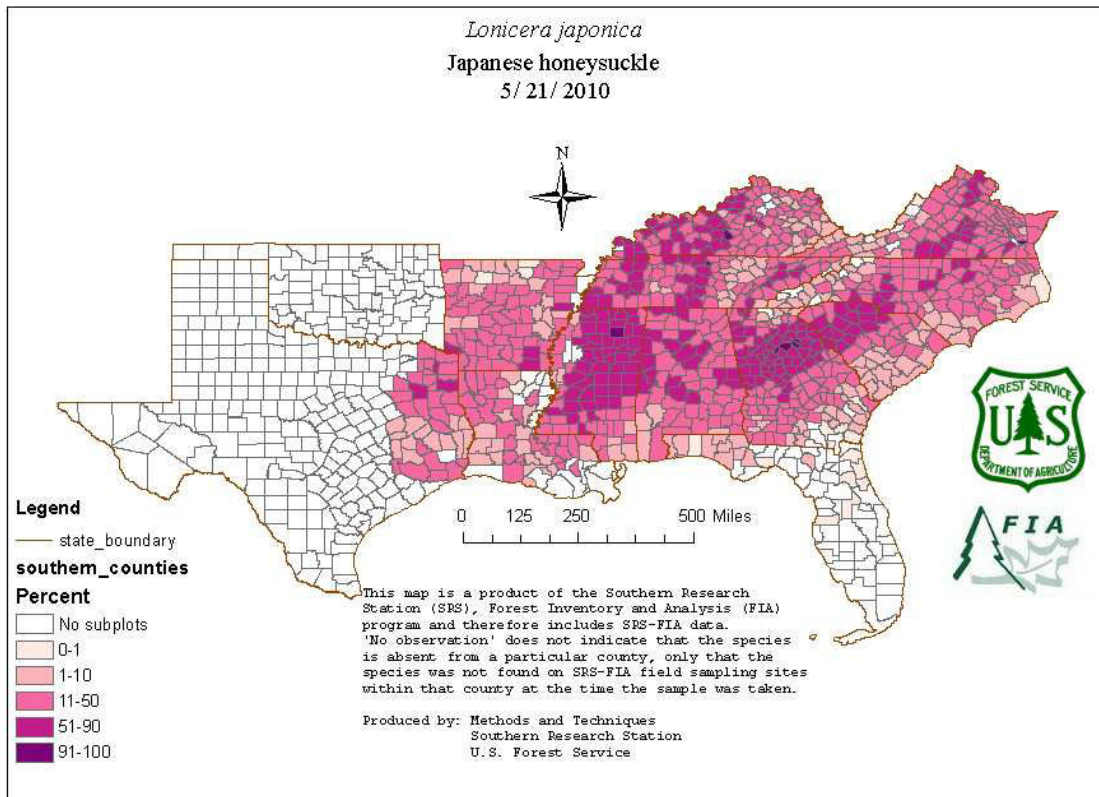 Lonicera japonica
Japanese honeysuckle
5/ 21/ 2010
N
FOREST SERVICE
U S
DEPARTMENT OF AGRICULTURE
FIA
0 125 250 500 Miles
Legend
state_boundary
southern_counties
Percent
No subplots
0-1
1-10
11-50
51-90
91-100
This map is a product of the Southern Research
Station (SRS), Forest Inventory and Analysis (FIA)
program and therefore includes SRS-FIA data.
'No observation' does not indicate that the species
is absent from a particular county, only that the
species was not found on SRS-FIA field sampling sites
within that county at the time the sample was taken.
Produced by: Methods and Techniques
Southern Research Station
U.S. Forest Service